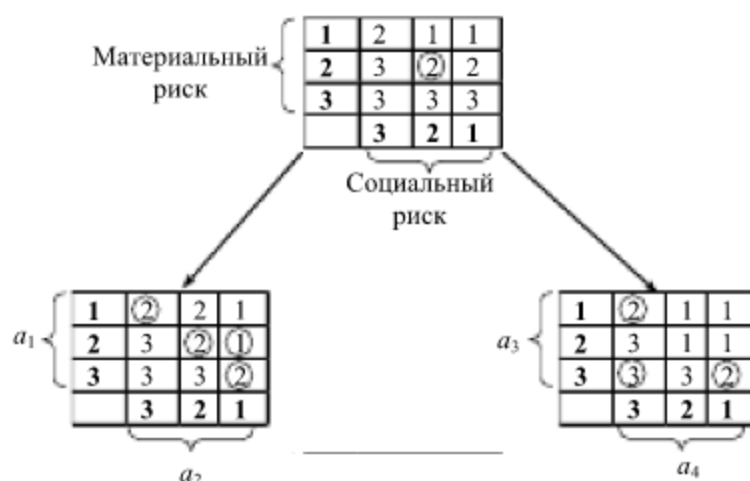 1 2 1 1
Материальный
риск
2 3 2 2
3 3 3 3
3 2 1
Социальный
риск
1 2 2 1
a1
2 3 2 1
3 3 3 2
3 2 1
a2
1 2 1 1
a3
2 3 1 1
3 3 3 2
3 2 1
a4